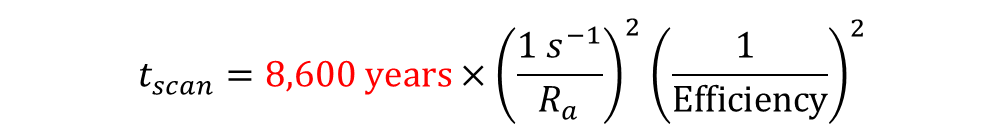 t_scan = 8,600 years × (1 s⁻¹ / R_a)² (1 / Efficiency)²